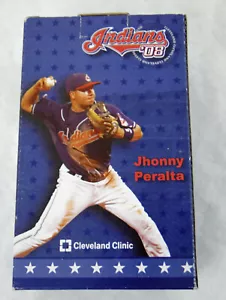 Indians
'08
Jhonny
Peralta
Cleveland Clinic